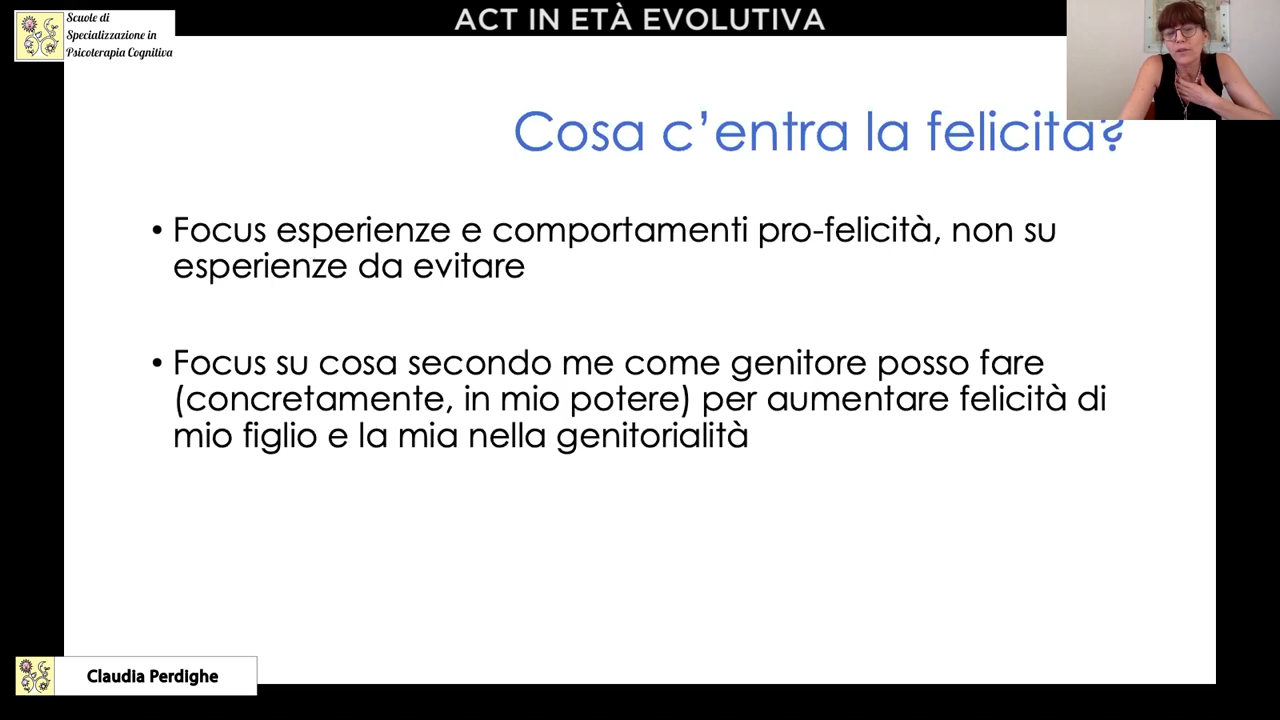 Scuole di
Specializzazione in
Psicoterapia Cognitiva
ACT IN ETÀ EVOLUTIVA
Cosa c'entra la felicità?
• Focus esperienze e comportamenti pro-felicità, non su
esperienze da evitare
• Focus su cosa secondo me come genitore posso fare
(concretamente, in mio potere) per aumentare felicità di
mio figlio e la mia nella genitorialità
Claudia Perdighe